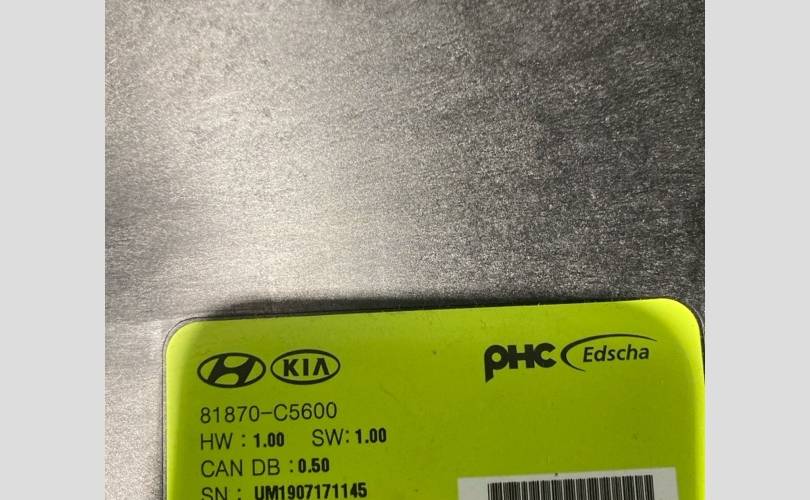 KIA PHC Edscha
81870-C5600
HW : 1.00 SW: 1.00
CAN DB : 0.50
SN : UM1907171145